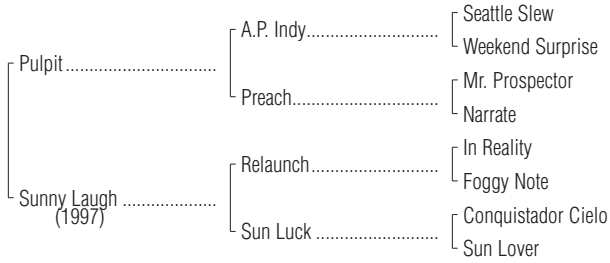 Pulpit
Sunny Laugh
(1997)
A.P. Indy
Preach
Relaunch
Sun Luck
Seattle Slew
Weekend Surprise
Mr. Prospector
Narrate
In Reality
Foggy Note
Conquistador Cielo
Sun Lover